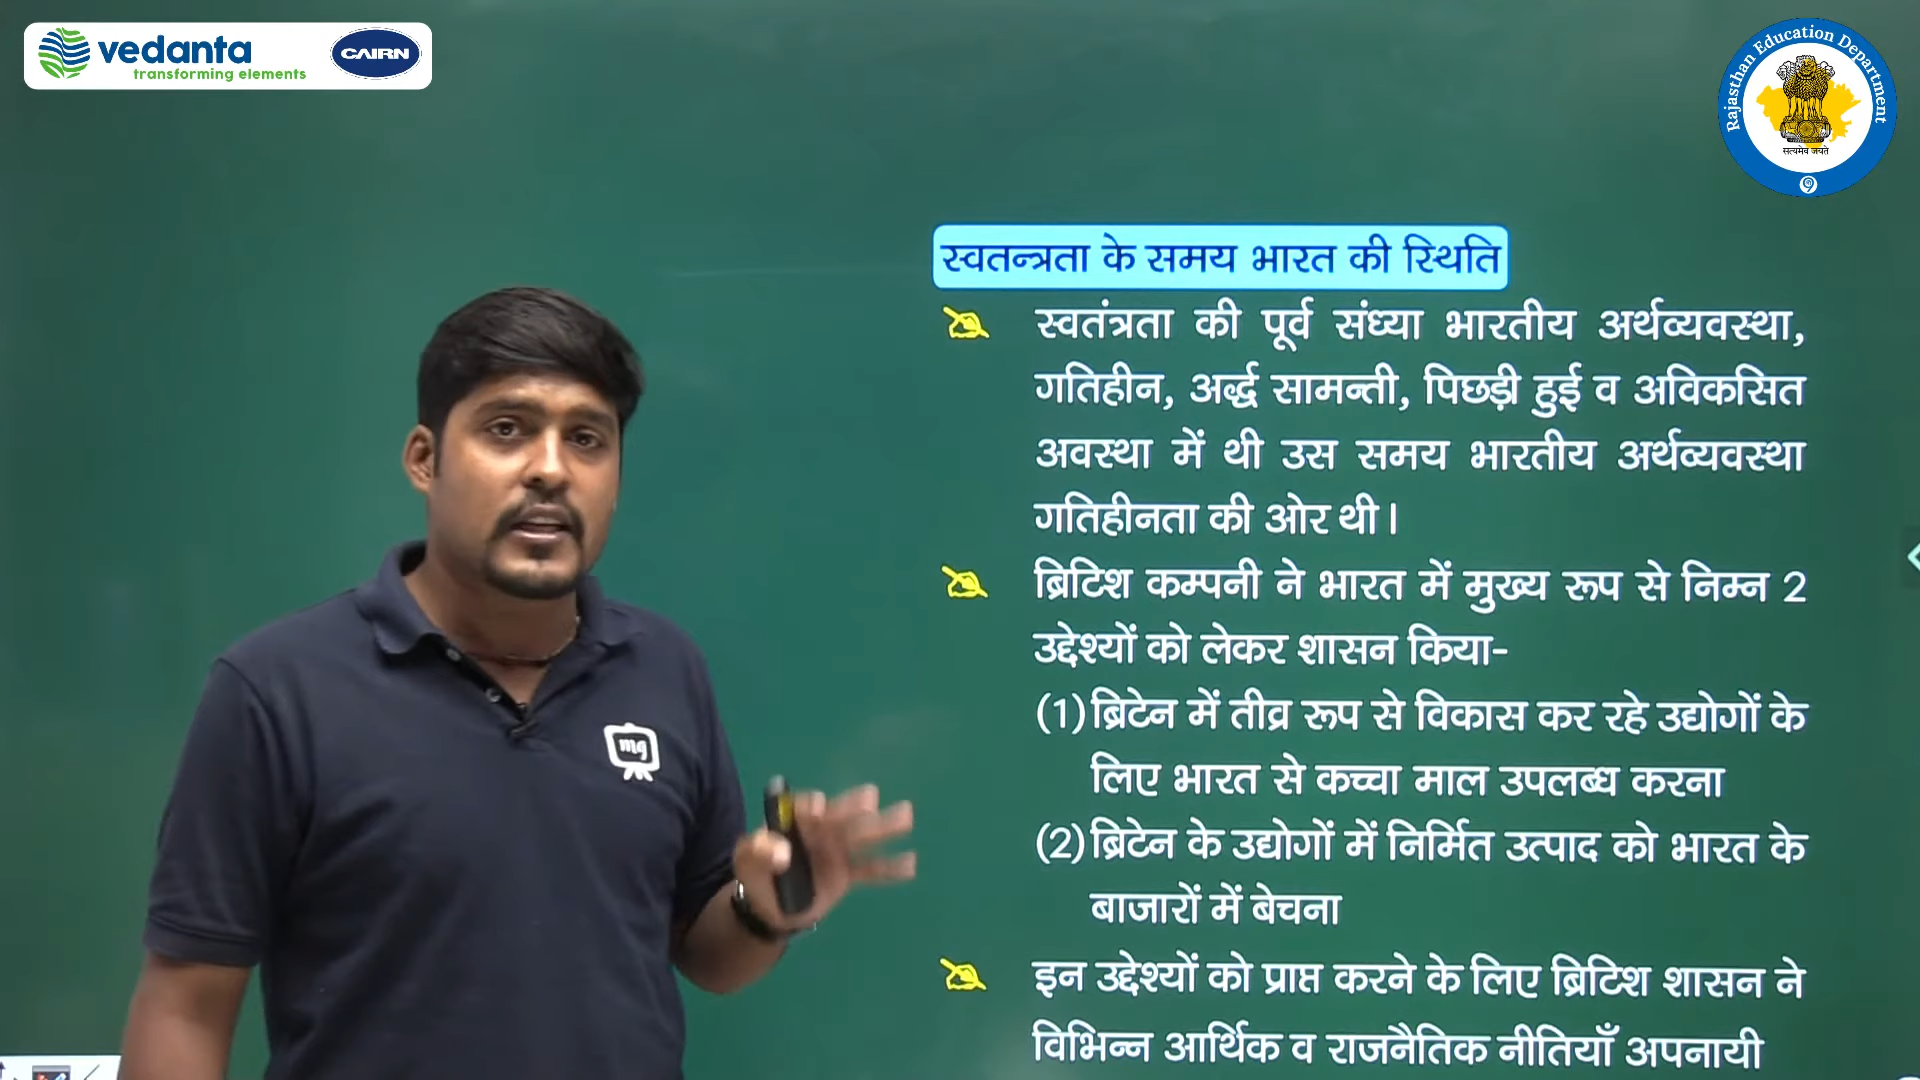 vedanta
transforming elements
CAIRN
Rajasthan Education Department
सत्यमेव जयते
स्वतन्त्रता के समय भारत की स्थिति
स्वतंत्रता की पूर्व संध्या भारतीय अर्थव्यवस्था,
गतिहीन, अर्द्ध सामन्ती, पिछड़ी हुई व अविकसित
अवस्था में थी उस समय भारतीय अर्थव्यवस्था
गतिहीनता की ओर थी।
ब्रिटिश कम्पनी ने भारत में मुख्य रूप से निम्न 2
उद्देश्यों को लेकर शासन किया-
(1) ब्रिटेन में तीव्र रूप से विकास कर रहे उद्योगों के
लिए भारत से कच्चा माल उपलब्ध करना
(2) ब्रिटेन के उद्योगों में निर्मित उत्पाद को भारत के
बाजारों में बेचना
इन उद्देश्यों को प्राप्त करने के लिए ब्रिटिश शासन ने
विभिन्न आर्थिक व राजनैतिक नीतियाँ अपनायी
mg